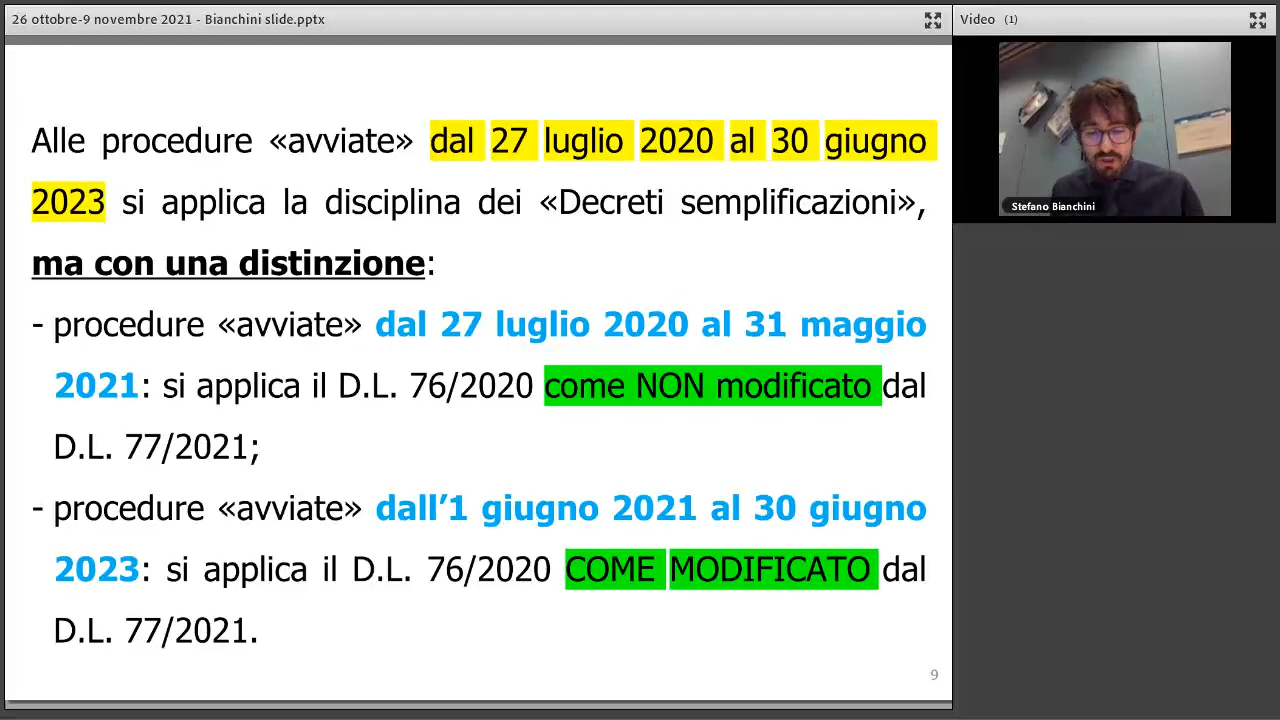 26 ottobre-9 novembre 2021 - Bianchini slide.pptx
Video (1)
Stefano Bianchini
Alle procedure «avviate» dal 27 luglio 2020 al 30 giugno
2023 si applica la disciplina dei «Decreti semplificazioni»,
ma con una distinzione:
- procedure «avviate» dal 27 luglio 2020 al 31 maggio
2021: si applica il D.L. 76/2020 come NON modificato dal
D.L. 77/2021;
- procedure «avviate» dall’1 giugno 2021 al 30 giugno
2023: si applica il D.L. 76/2020 COME MODIFICATO dal
D.L. 77/2021.
9